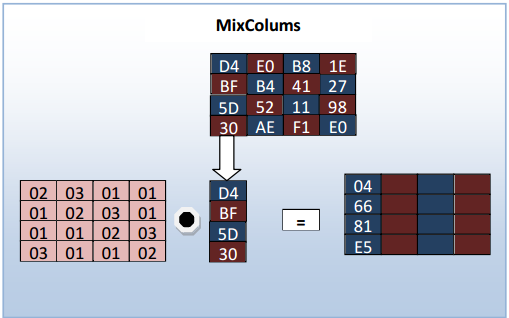 MixColums
D4 E0 B8 1E
BF B4 41 27
5D 52 11 98
30 AE F1 E0
02 03 01 01
01 02 03 01
01 01 02 03
03 01 01 02
D4
BF
5D
30
=
04
66
81
E5